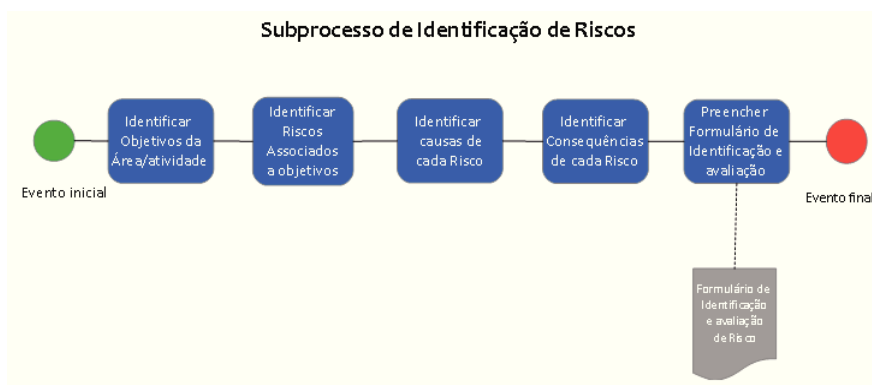 Subprocesso de Identificação de Riscos
Identificar
Objetivos da
Área/atividade
Identificar
Riscos
Associados
a objetivos
Identificar
causas de
cada Risco
Identificar
Consequências
de cada Risco
Preencher
Formulário de
Identificação e
avaliação
Evento inicial
Evento final
Formulário de
Identificação
e avaliação
de Risco